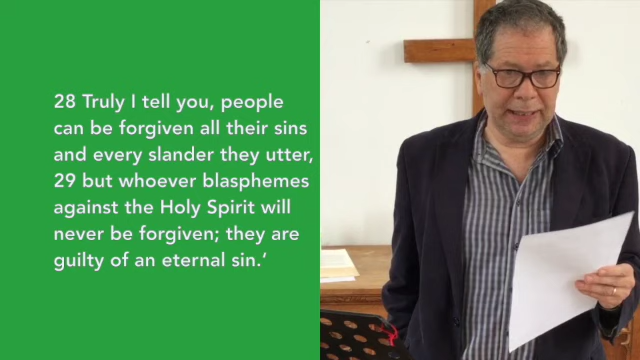 28 Truly I tell you, people
can be forgiven all their sins
and every slander they utter,
29 but whoever blasphemes
against the Holy Spirit will
never be forgiven; they are
guilty of an eternal sin.‘